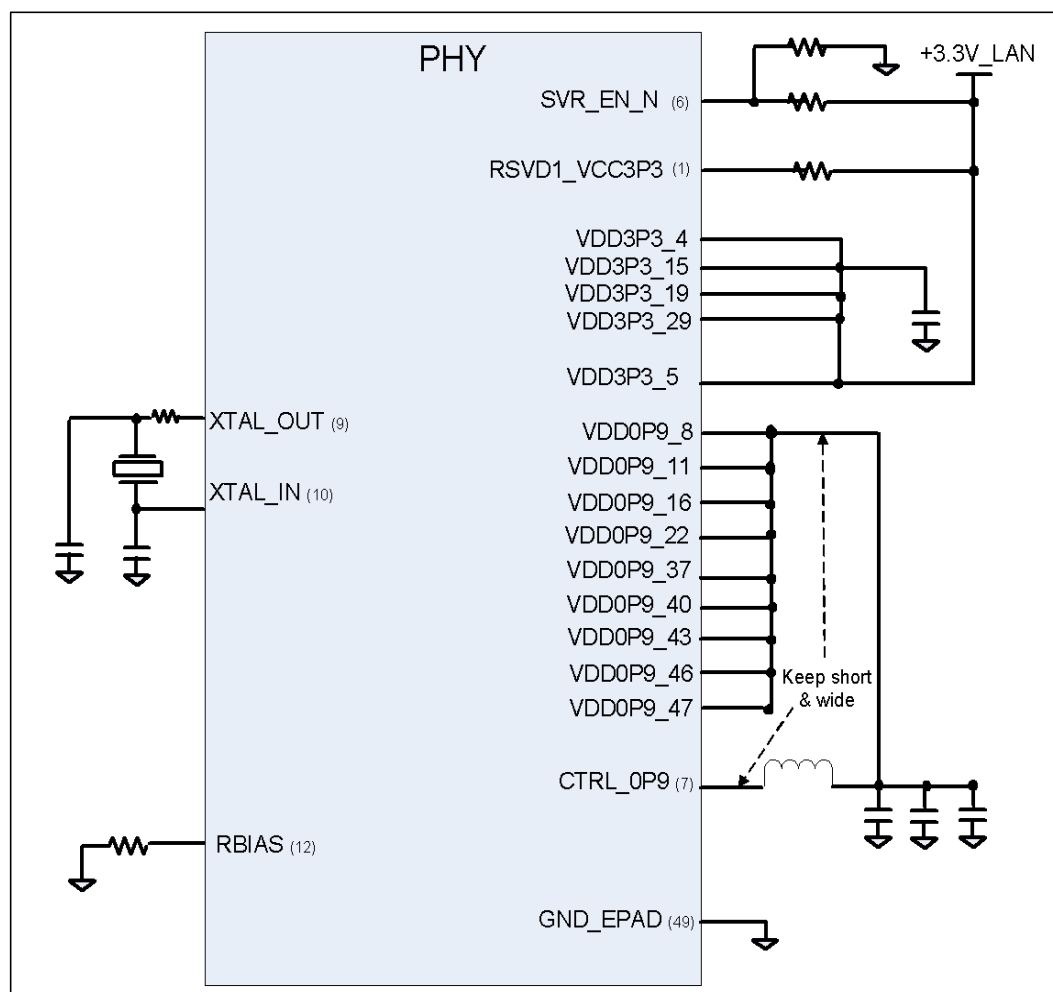 PHY
+3.3V_LAN
SVR_EN_N (6)
RSVD1_VCC3P3 (1)
VDD3P3_4
VDD3P3_15
VDD3P3_19
VDD3P3_29
VDD3P3_5
XTAL_OUT (9)
XTAL_IN (10)
VDD0P9_8
VDD0P9_11
VDD0P9_16
VDD0P9_22
VDD0P9_37
VDD0P9_40
VDD0P9_43
VDD0P9_46
VDD0P9_47
Keep short
& wide
CTRL_0P9 (7)
RBIAS (12)
GND_EPAD (49)